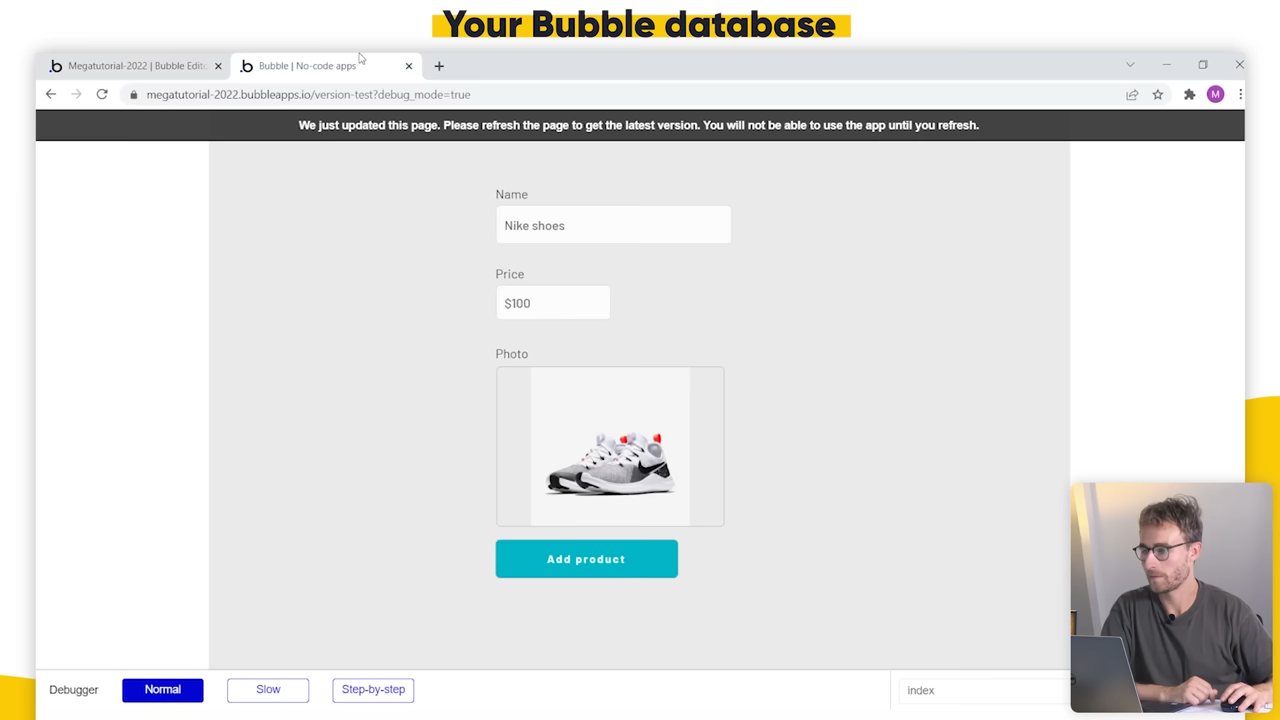 Your Bubble database
Megatutorial-2022 | Bubble Edito
Bubble | No-code apps
megatutorial-2022.bubbleapps.io/version-test?debug_mode=true
M
We just updated this page. Please refresh the page to get the latest version. You will not be able to use the app until you refresh.
Name
Nike shoes
Price
$100
Photo
Add product
Debugger
Normal
Slow
Step-by-step
index